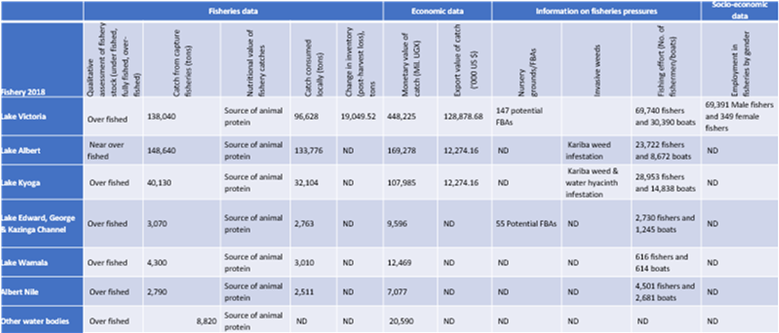 Fisheries data Economic data Information on fisheries pressures Socio-economic
data
Fishery 2018
Qualitative
assessment of fishery
stock (under fished,
fully fished, over-
fished)
Catch from capture
fisheries (tons)
Nutritional value of
fishery catches
Catch consumed
locally (tons)
Change in inventory
(post-harvest loss),
tons
Monetary value of
catch (Mil. UGX)
Export value of catch
('000 US $)
Nursery
grounds/FBAs
Invasive weeds
Fishing effort (No. of
fishermen/boats)
Employment in
fisheries by gender
Lake Victoria
Over fished
138,040
Source of animal
protein
96,628
19,049.52
448,225
128,878.68
147 potential
FBAs
69,740 fishers
and 30,390 boats
69,391 Male fishers
and 349 female
fishers
Lake Albert
Near over
fished
148,640
Source of animal
protein
133,776
ND
169,278
12,274.16
ND
Kariba weed
infestation
23,722 fishers
and 8,672 boats
ND
Lake Kyoga
Over fished
40,130
Source of animal
protein
32,104
ND
107,985
12,274.16
ND
Kariba weed &
water hyacinth
infestation
28,953 fishers
and 14,838 boats
ND
Lake Edward, George
& Kazinga Channel
Over fished
3,070
Source of animal
protein
2,763
ND
9,596
ND
55 Potential FBAs
ND
2,730 fishers and
1,245 boats
ND
Lake Wamala
Over fished
4,300
Source of animal
protein
3,010
ND
12,469
ND
ND
ND
616 fishers and
614 boats
ND
Albert Nile
Over fished
2,790
Source of animal
protein
2,511
ND
7,077
ND
ND
ND
4,501 fishers and
2,681 boats
ND
Other water bodies
Over fished
8,820
Source of animal
protein
ND
ND
20,590
ND
ND
ND
ND
ND